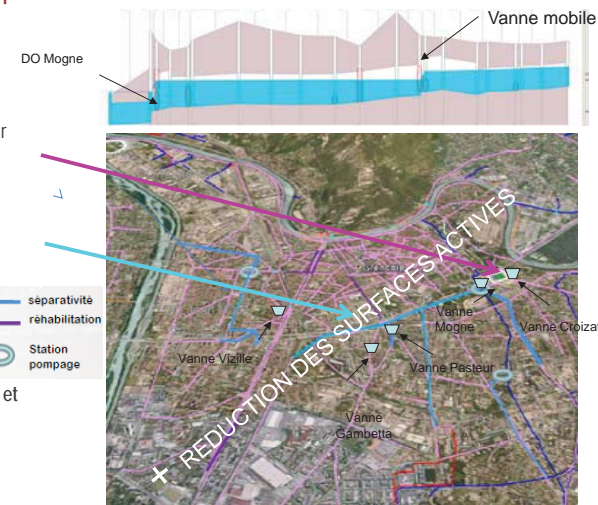 Vanne mobile
DO Mogne
r
séparativité
réhabilitation
Station
pompage
et
+ REDUCTION DES SURFACES ACTIVES
Vanne
Mogne
Vanne Croizat
Vanne Vizille
Vanne Pasteur
Vanne
Gambetta